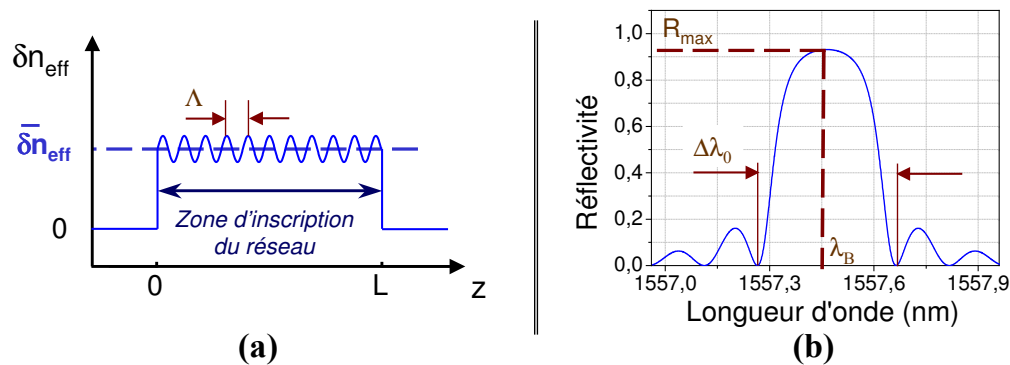 δn_eff
Λ
δ̄n_eff
Zone d'inscription
du réseau
0
0
L
z
(a)
1,0
0,8
0,6
0,4
0,2
0,0
Réflectivité
R_max
Δλ_0
λ_B
1557,0
1557,3
1557,6
1557,9
Longueur d'onde (nm)
(b)